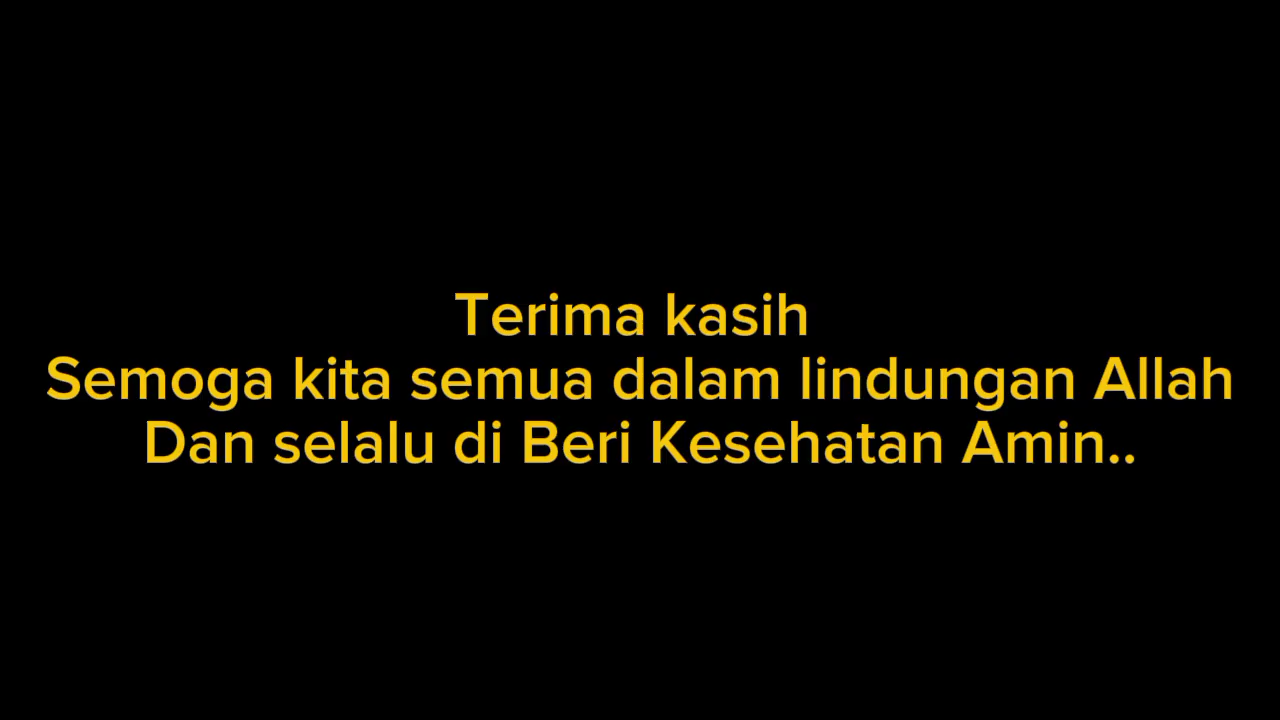 Terima kasih
Semoga kita semua dalam lindungan Allah
Dan selalu di Beri Kesehatan Amin..